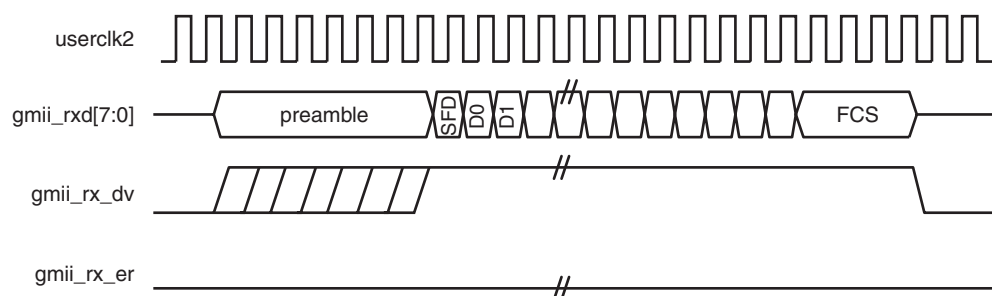 userclk2
gmii_rxd[7:0]
preamble
SFD
D0
D1
FCS
gmii_rx_dv
gmii_rx_er